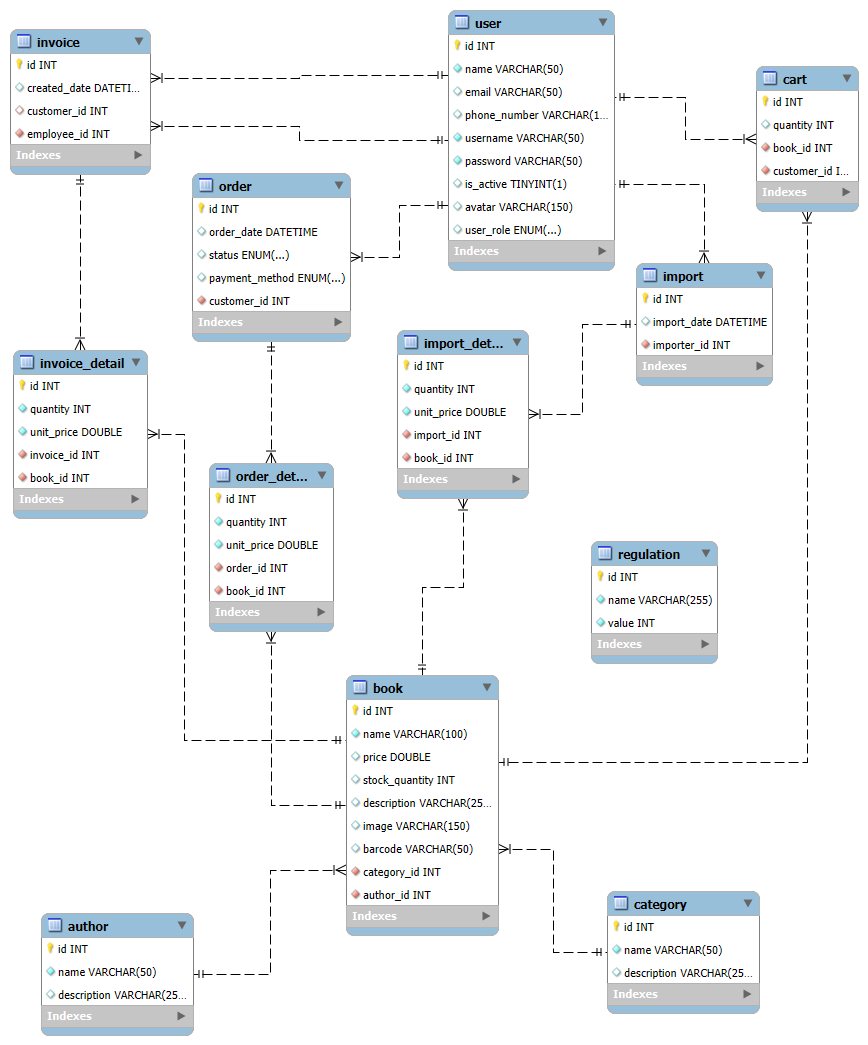 invoice
id INT
created_date DATETI...
customer_id INT
employee_id INT
Indexes
user
id INT
name VARCHAR(50)
email VARCHAR(50)
phone_number VARCHAR(1...
username VARCHAR(50)
password VARCHAR(50)
is_active TINYINT(1)
avatar VARCHAR(150)
user_role ENUM(...)
Indexes
cart
id INT
quantity INT
book_id INT
customer_id I...
Indexes
order
id INT
order_date DATETIME
status ENUM(...)
payment_method ENUM(...)
customer_id INT
Indexes
import
id INT
import_date DATETIME
importer_id INT
Indexes
invoice_detail
id INT
quantity INT
unit_price DOUBLE
invoice_id INT
book_id INT
Indexes
import_det...
id INT
quantity INT
unit_price DOUBLE
import_id INT
book_id INT
Indexes
order_det...
id INT
quantity INT
unit_price DOUBLE
order_id INT
book_id INT
Indexes
regulation
id INT
name VARCHAR(255)
value INT
Indexes
book
id INT
name VARCHAR(100)
price DOUBLE
stock_quantity INT
description VARCHAR(25...
image VARCHAR(150)
barcode VARCHAR(50)
category_id INT
author_id INT
Indexes
author
id INT
name VARCHAR(50)
description VARCHAR(25...
Indexes
category
id INT
name VARCHAR(50)
description VARCHAR(25...
Indexes